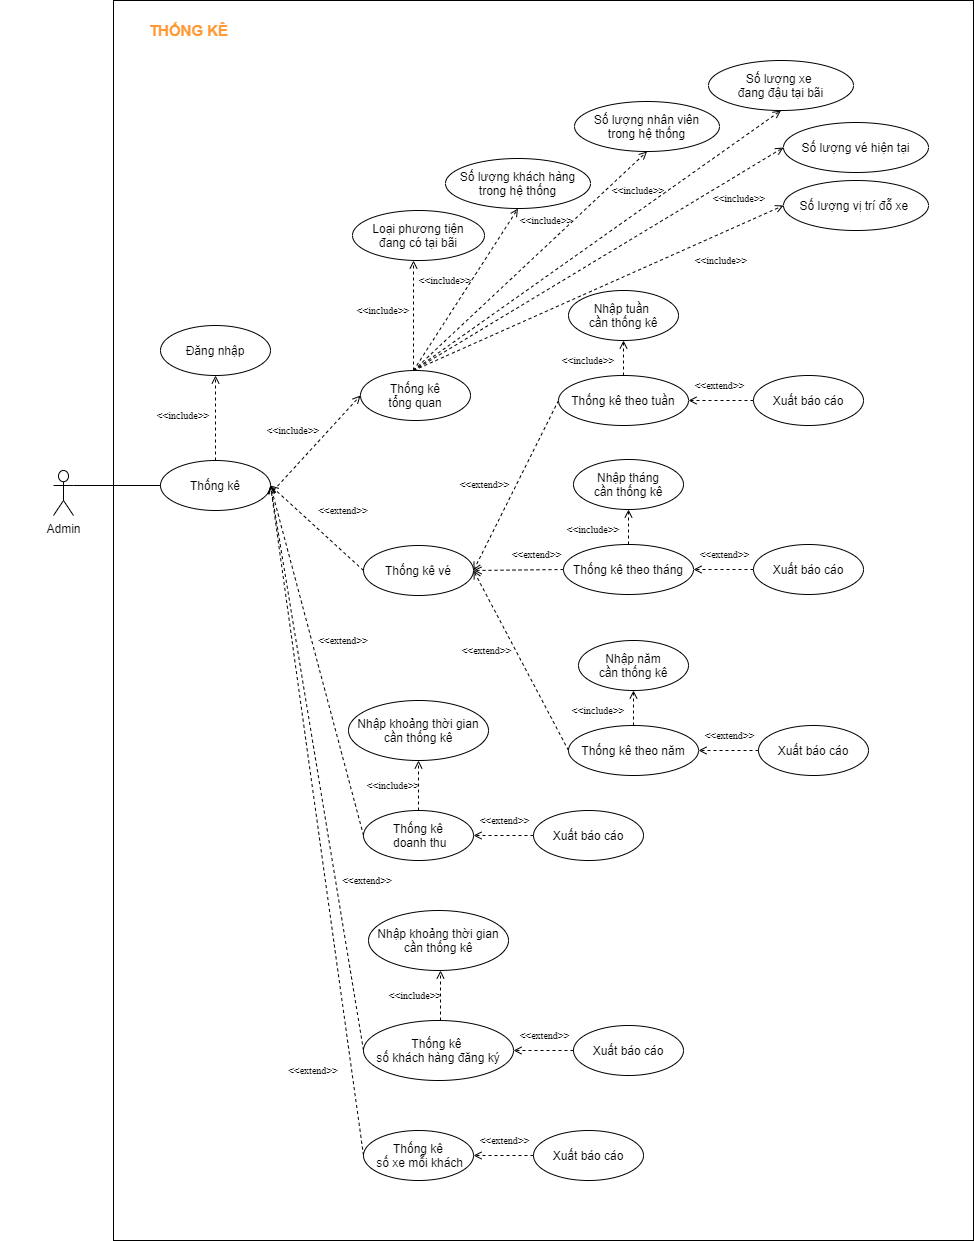 THỐNG KÊ
Số lượng xe
đang đậu tại bãi
Số lượng nhân viên
trong hệ thống
Số lượng vé hiện tại
Số lượng khách hàng
trong hệ thống
<<include>>
<<include>>
Số lượng vị trí đỗ xe
<<include>>
Loại phương tiện
đang có tại bãi
<<include>>
<<include>>
<<include>>
Nhập tuần
cần thống kê
Đăng nhập
<<include>>
Thống kê
tổng quan
<<extend>>
Thống kê theo tuần
Xuất báo cáo
<<include>>
<<include>>
Nhập tháng
cần thống kê
Thống kê
<<extend>>
<<extend>>
Admin
<<include>>
<<extend>>
<<extend>>
Thống kê vé
Thống kê theo tháng
Xuất báo cáo
<<extend>>
<<extend>>
Nhập năm
cần thống kê
<<include>>
Nhập khoảng thời gian
cần thống kê
<<extend>>
Thống kê theo năm
Xuất báo cáo
<<include>>
<<extend>>
Thống kê
doanh thu
Xuất báo cáo
<<extend>>
Nhập khoảng thời gian
cần thống kê
<<include>>
<<extend>>
Thống kê
số khách hàng đăng ký
Xuất báo cáo
<<extend>>
<<extend>>
Thống kê
số xe mỗi khách
Xuất báo cáo